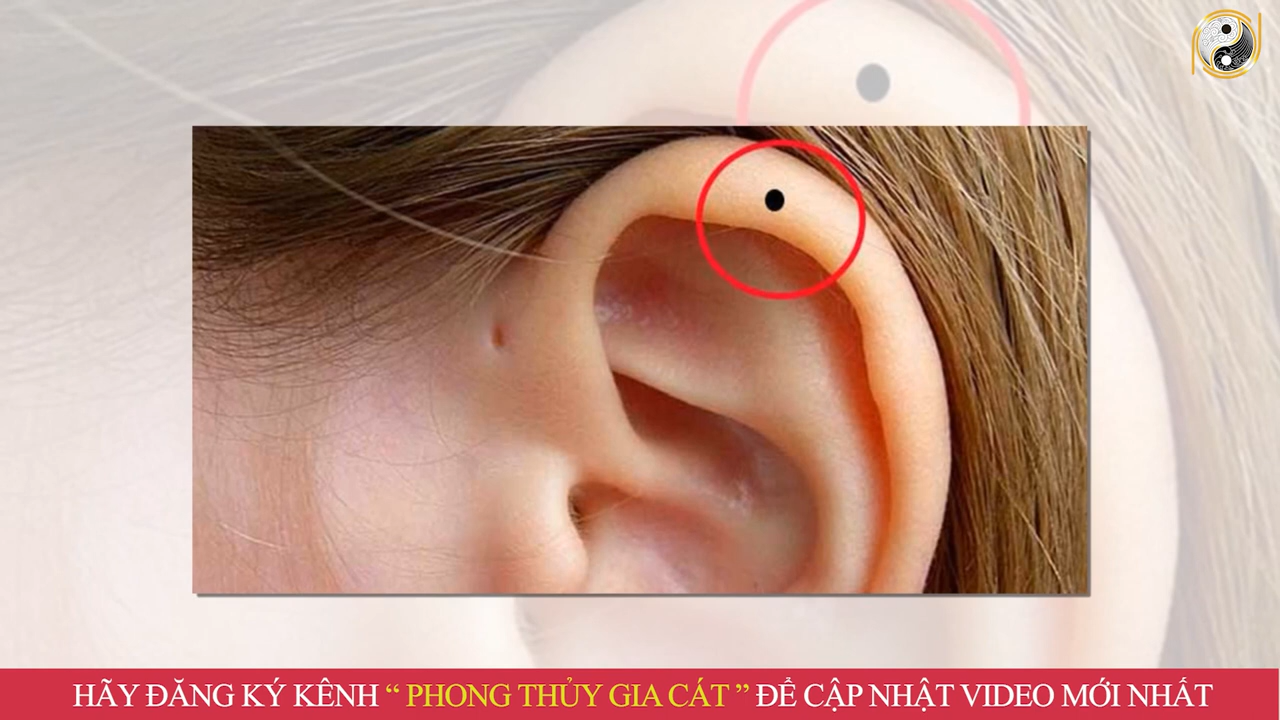 HÃY ĐĂNG KÝ KÊNH “ PHONG THỦY GIA CÁT ” ĐỂ CẬP NHẬT VIDEO MỚI NHẤT